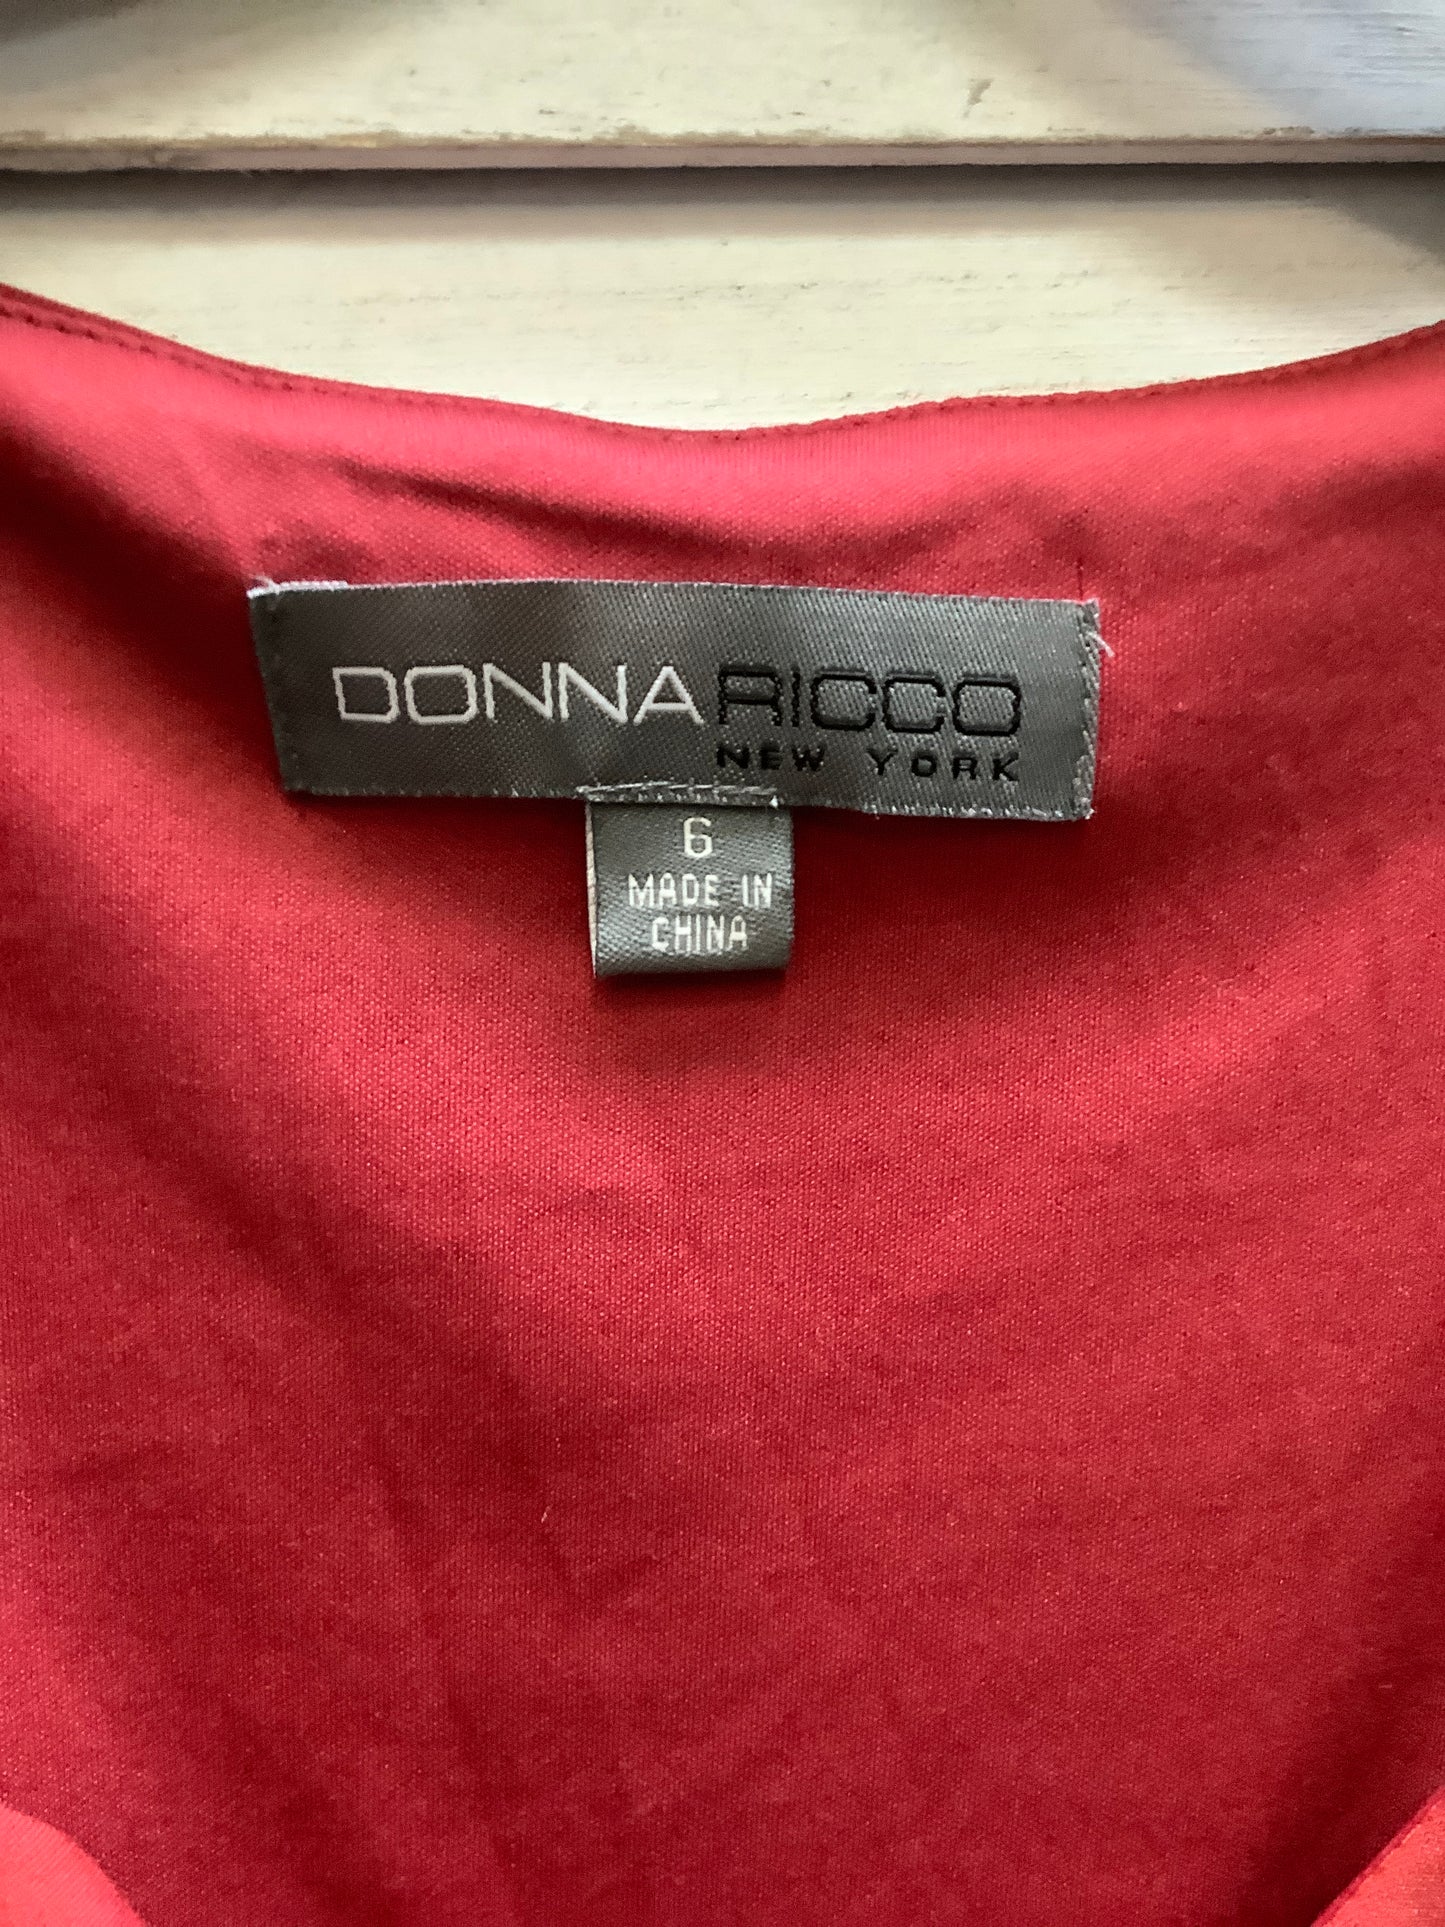 DONNA RICCO
NEW YORK
6
MADE IN
CHINA